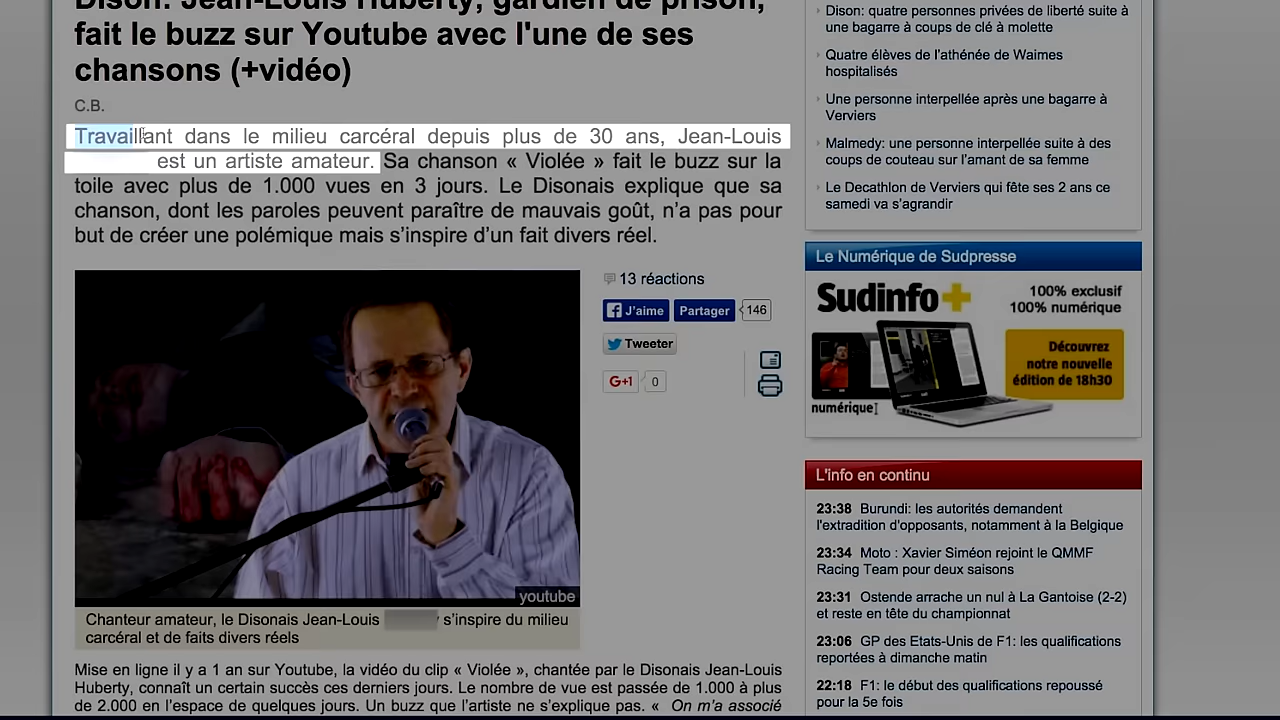 Dison: Jean-Louis Huberty, gardien de prison,
fait le buzz sur Youtube avec l'une de ses
chansons (+vidéo)
C.B.
Travaillant dans le milieu carcéral depuis plus de 30 ans, Jean-Louis
est un artiste amateur. Sa chanson « Violée » fait le buzz sur la
toile avec plus de 1.000 vues en 3 jours. Le Disonais explique que sa
chanson, dont les paroles peuvent paraître de mauvais goût, n’a pas pour
but de créer une polémique mais s’inspire d’un fait divers réel.
13 réactions
J’aime Partager 146
Tweeter
G+1 0
youtube
Chanteur amateur, le Disonais Jean-Louis s’inspire du milieu
carcéral et de faits divers réels
Mise en ligne il y a 1 an sur Youtube, la vidéo du clip « Violée », chantée par le Disonais Jean-Louis
Huberty, connaît un certain succès ces derniers jours. Le nombre de vue est passée de 1.000 à plus
de 2.000 en l’espace de quelques jours. Un buzz que l’artiste ne s’explique pas. « On m’a associé
Dison: quatre personnes privées de liberté suite à
une bagarre à coups de clé à molette
Quatre élèves de l’athénée de Waimes
hospitalisés
Une personne interpellée après une bagarre à
Verviers
Malmedy: une personne interpellée suite à des
coups de couteau sur l’amant de sa femme
Le Decathlon de Verviers qui fête ses 2 ans ce
samedi va s’agrandir
Le Numérique de Sudpresse
Sudinfo+
100% exclusif
100% numérique
Découvrez
notre nouvelle
édition de 18h30
numérique
L'info en continu
23:38 Burundi: les autorités demandent
l’extradition d’opposants, notamment à la Belgique
23:34 Moto : Xavier Siméon rejoint le QMMF
Racing Team pour deux saisons
23:31 Ostende arrache un nul à La Gantoise (2-2)
et reste en tête du championnat
23:06 GP des Etats-Unis de F1: les qualifications
reportées à dimanche matin
22:18 F1: le début des qualifications repoussé
pour la 5e fois